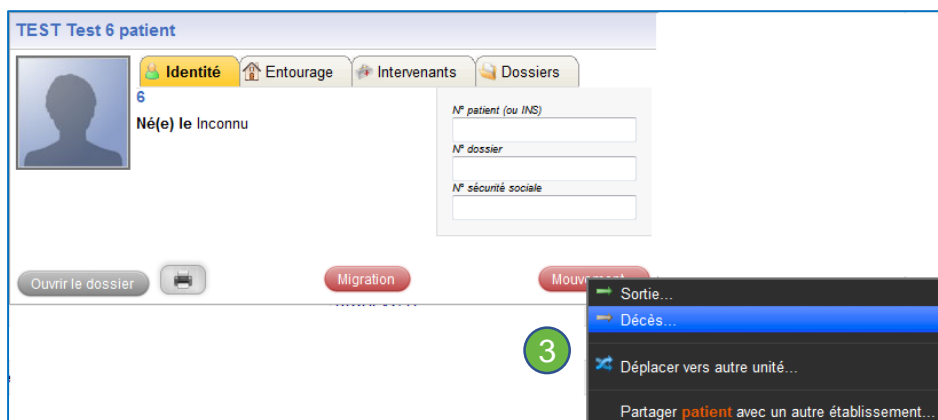 TEST Test 6 patient
Identité
Entourage
Intervenants
Dossiers
6
Né(e) le Inconnu
N° patient (ou INS)
N° dossier
N° sécurité sociale
Ouvrir le dossier
Migration
Sortie...
Décès...
3
Déplacer vers autre unité...
Partager patient avec un autre établissement...